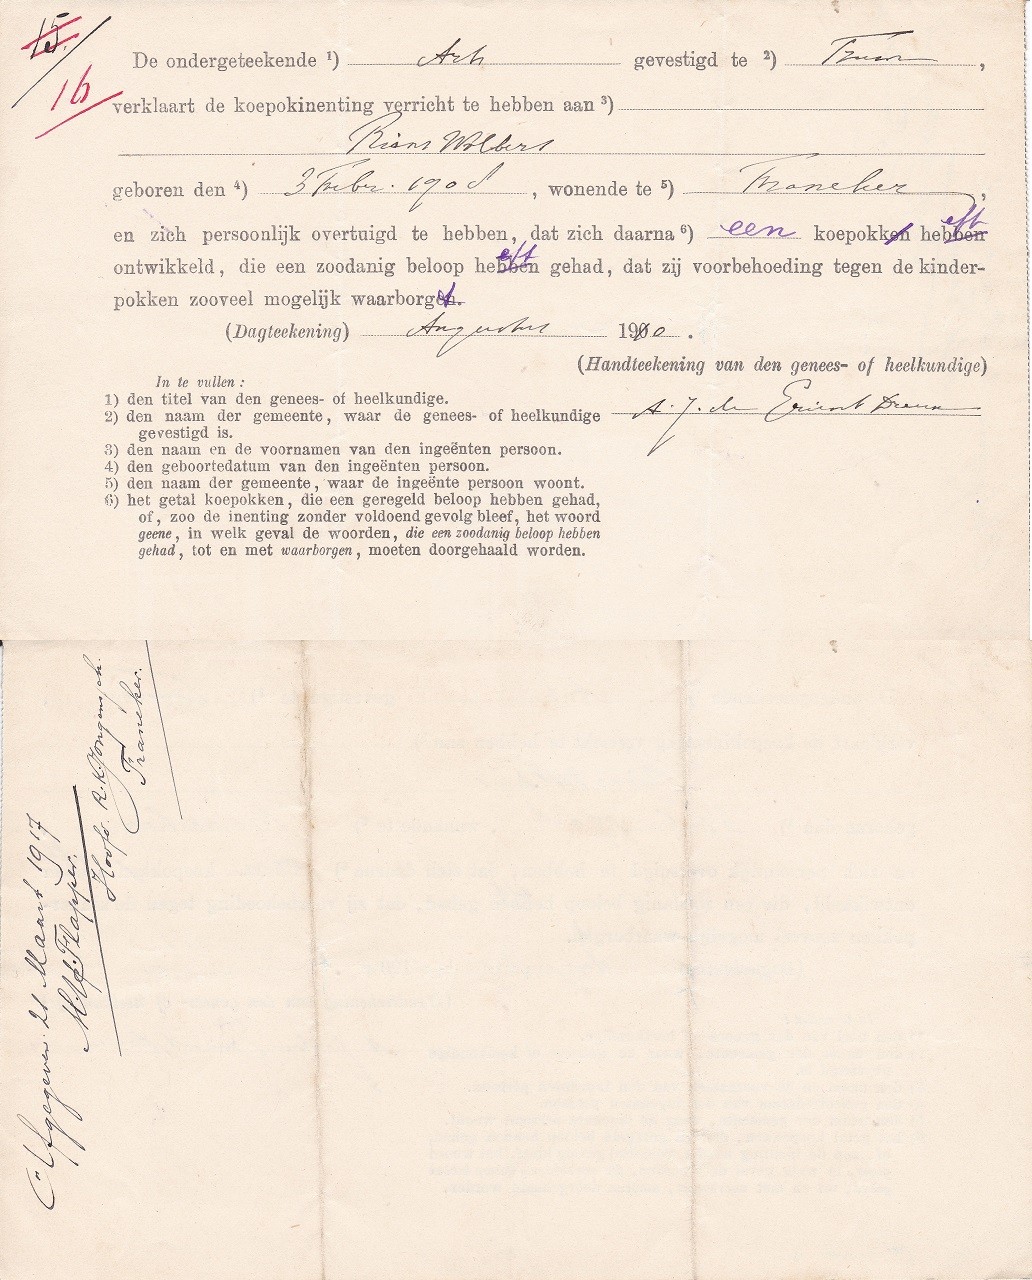 15.
16
De ondergeteekende ¹) Arts gevestigd te ²)
verklaart de koepokinenting verricht te hebben aan ³)
Wolbers
geboren den ⁴) 3 Febr. 1908, wonende te ⁵) Franeker,
en zich persoonlijk overtuigd te hebben, dat zich daarna ⁶) een koepokken hebben eft
ontwikkeld, die een zoodanig beloop hebben eft gehad, dat zij voorbehoeding tegen de kinder-
pokken zooveel mogelijk waarborgen.
(Dagteekening) Augustus 1910.
(Handteekening van den genees- of heelkundige)
A. J. de
In te vullen:
1) den titel van den genees- of heelkundige.
2) den naam der gemeente, waar de genees- of heelkundige
gevestigd is.
3) den naam en de voornamen van den ingeënten persoon.
4) den geboortedatum van den ingeënten persoon.
5) den naam der gemeente, waar de ingeënte persoon woont.
6) het getal koepokken, die een geregeld beloop hebben gehad,
of, zoo de inenting zonder voldoend gevolg bleef, het woord
geene, in welk geval de woorden, die een zoodanig beloop hebben
gehad, tot en met waarborgen, moeten doorgehaald worden.
Afgegeven 21 Maart 1917
Flapper.
Hoofd R.K. Jongenssch.
Franeker.